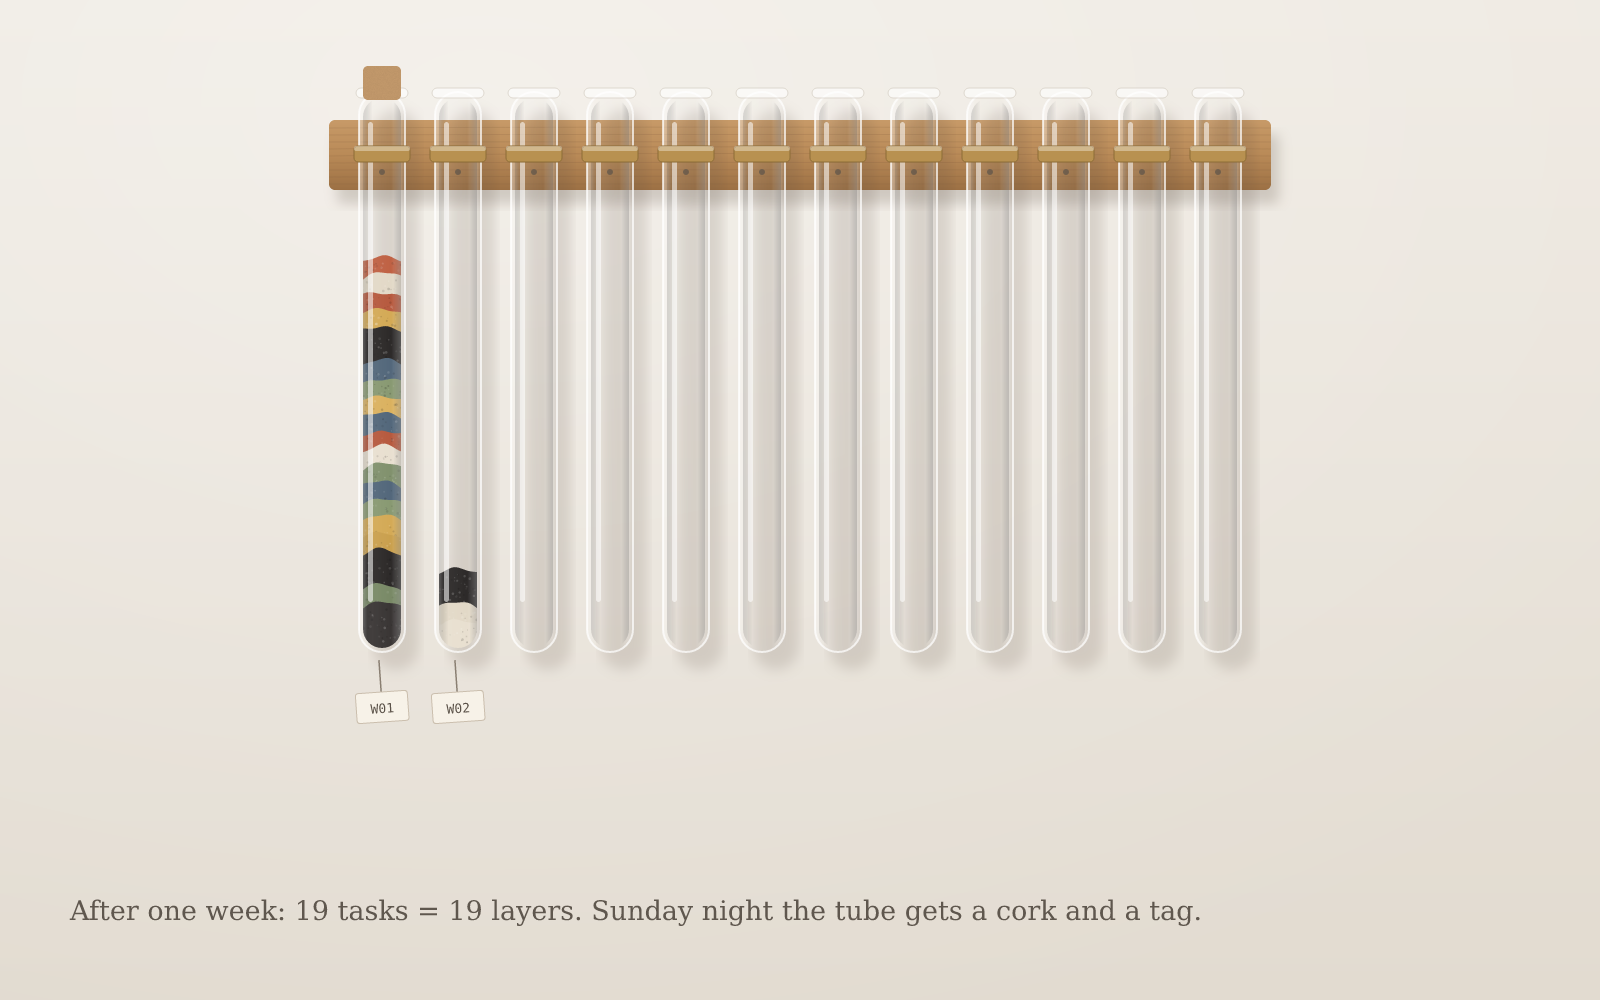 W01
W02
After one week: 19 tasks = 19 layers. Sunday night the tube gets a cork and a tag.